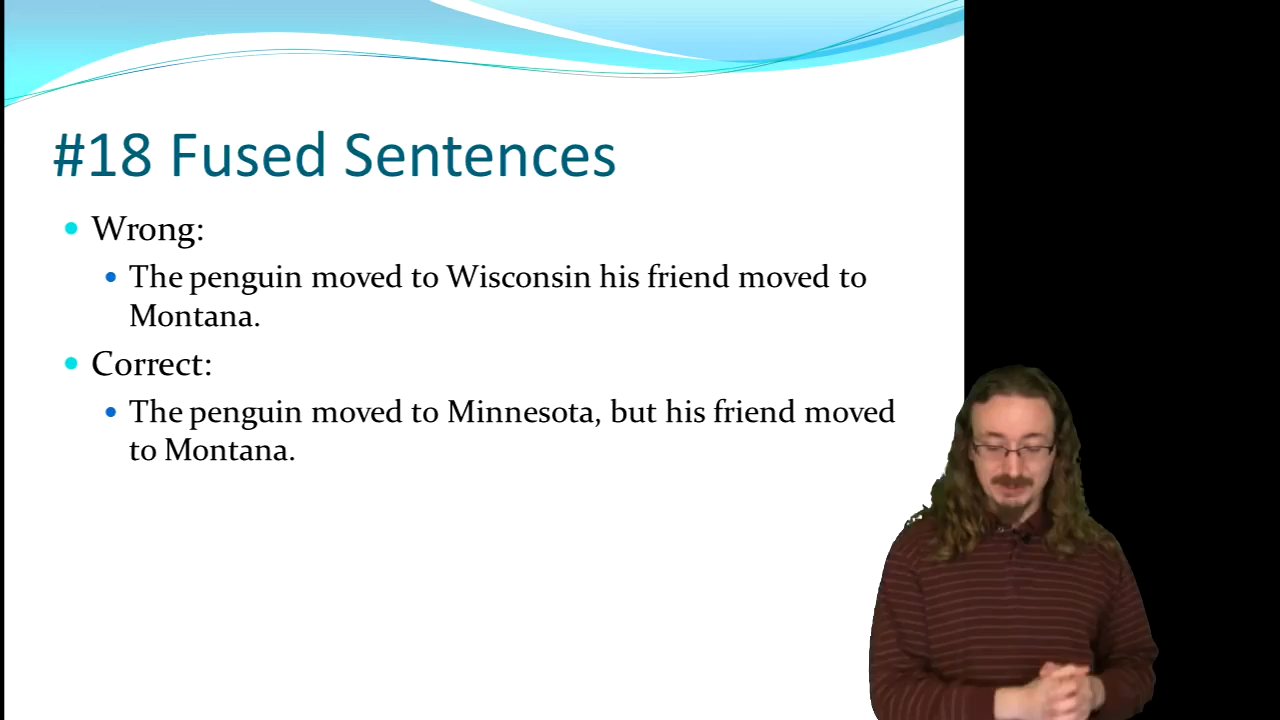 #18 Fused Sentences
Wrong:
The penguin moved to Wisconsin his friend moved to
Montana.
Correct:
The penguin moved to Minnesota, but his friend moved
to Montana.